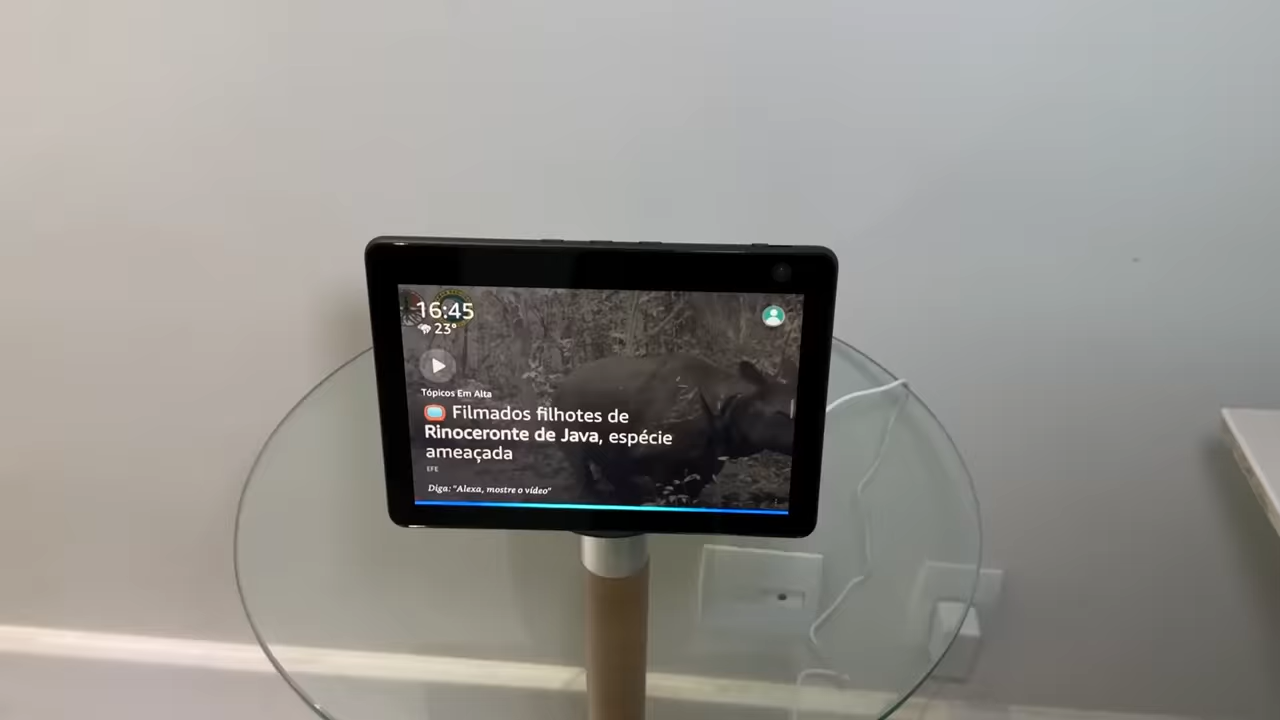 16:45
23°
Tópicos Em Alta
Filmados filhotes de
Rinoceronte de Java, espécie
ameaçada
EFE
Diga: "Alexa, mostre o vídeo"